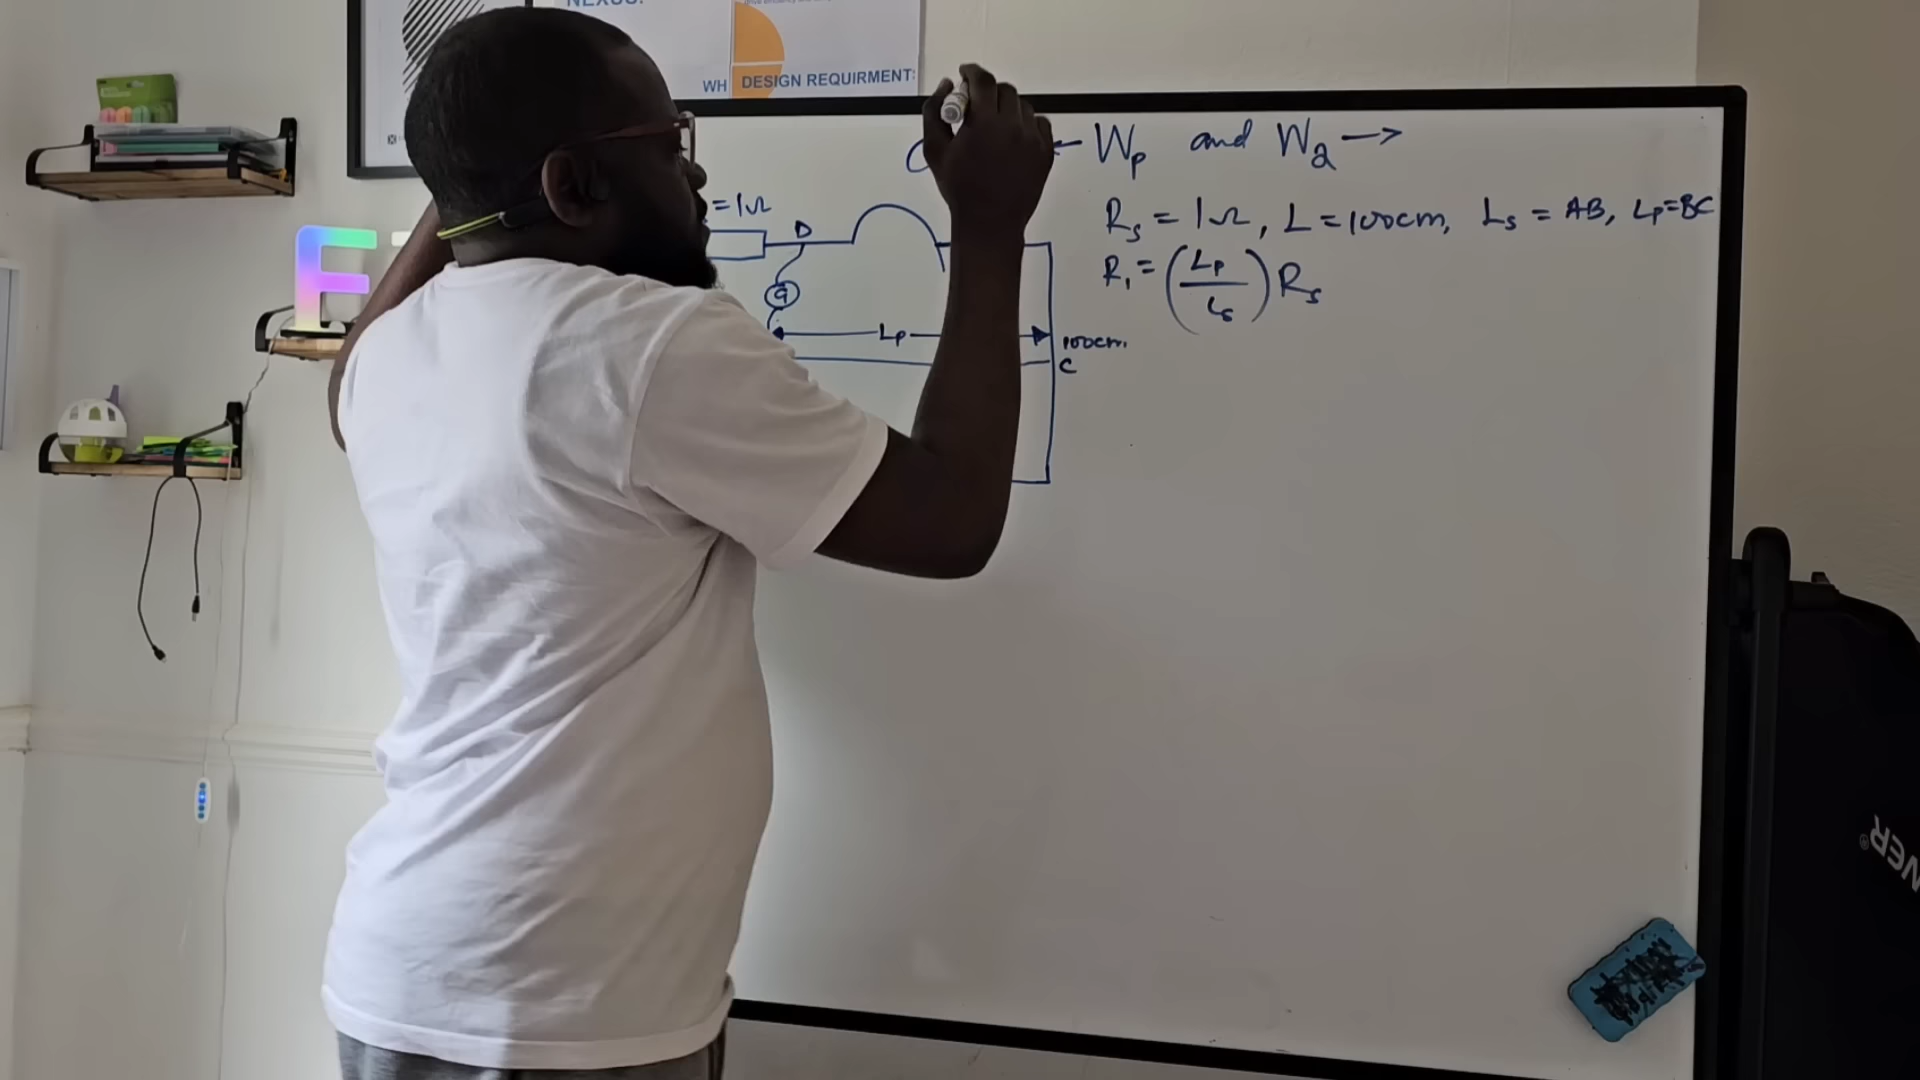 NEXUS:
WH DESIGN REQUIRMENT:
← Wp and W2 →
= 1Ω
D
G
Lp
100cm.
C
Rs = 1Ω, L = 100cm, Ls = AB, Lp = BC
R1 = (Lp / Ls) Rs
F